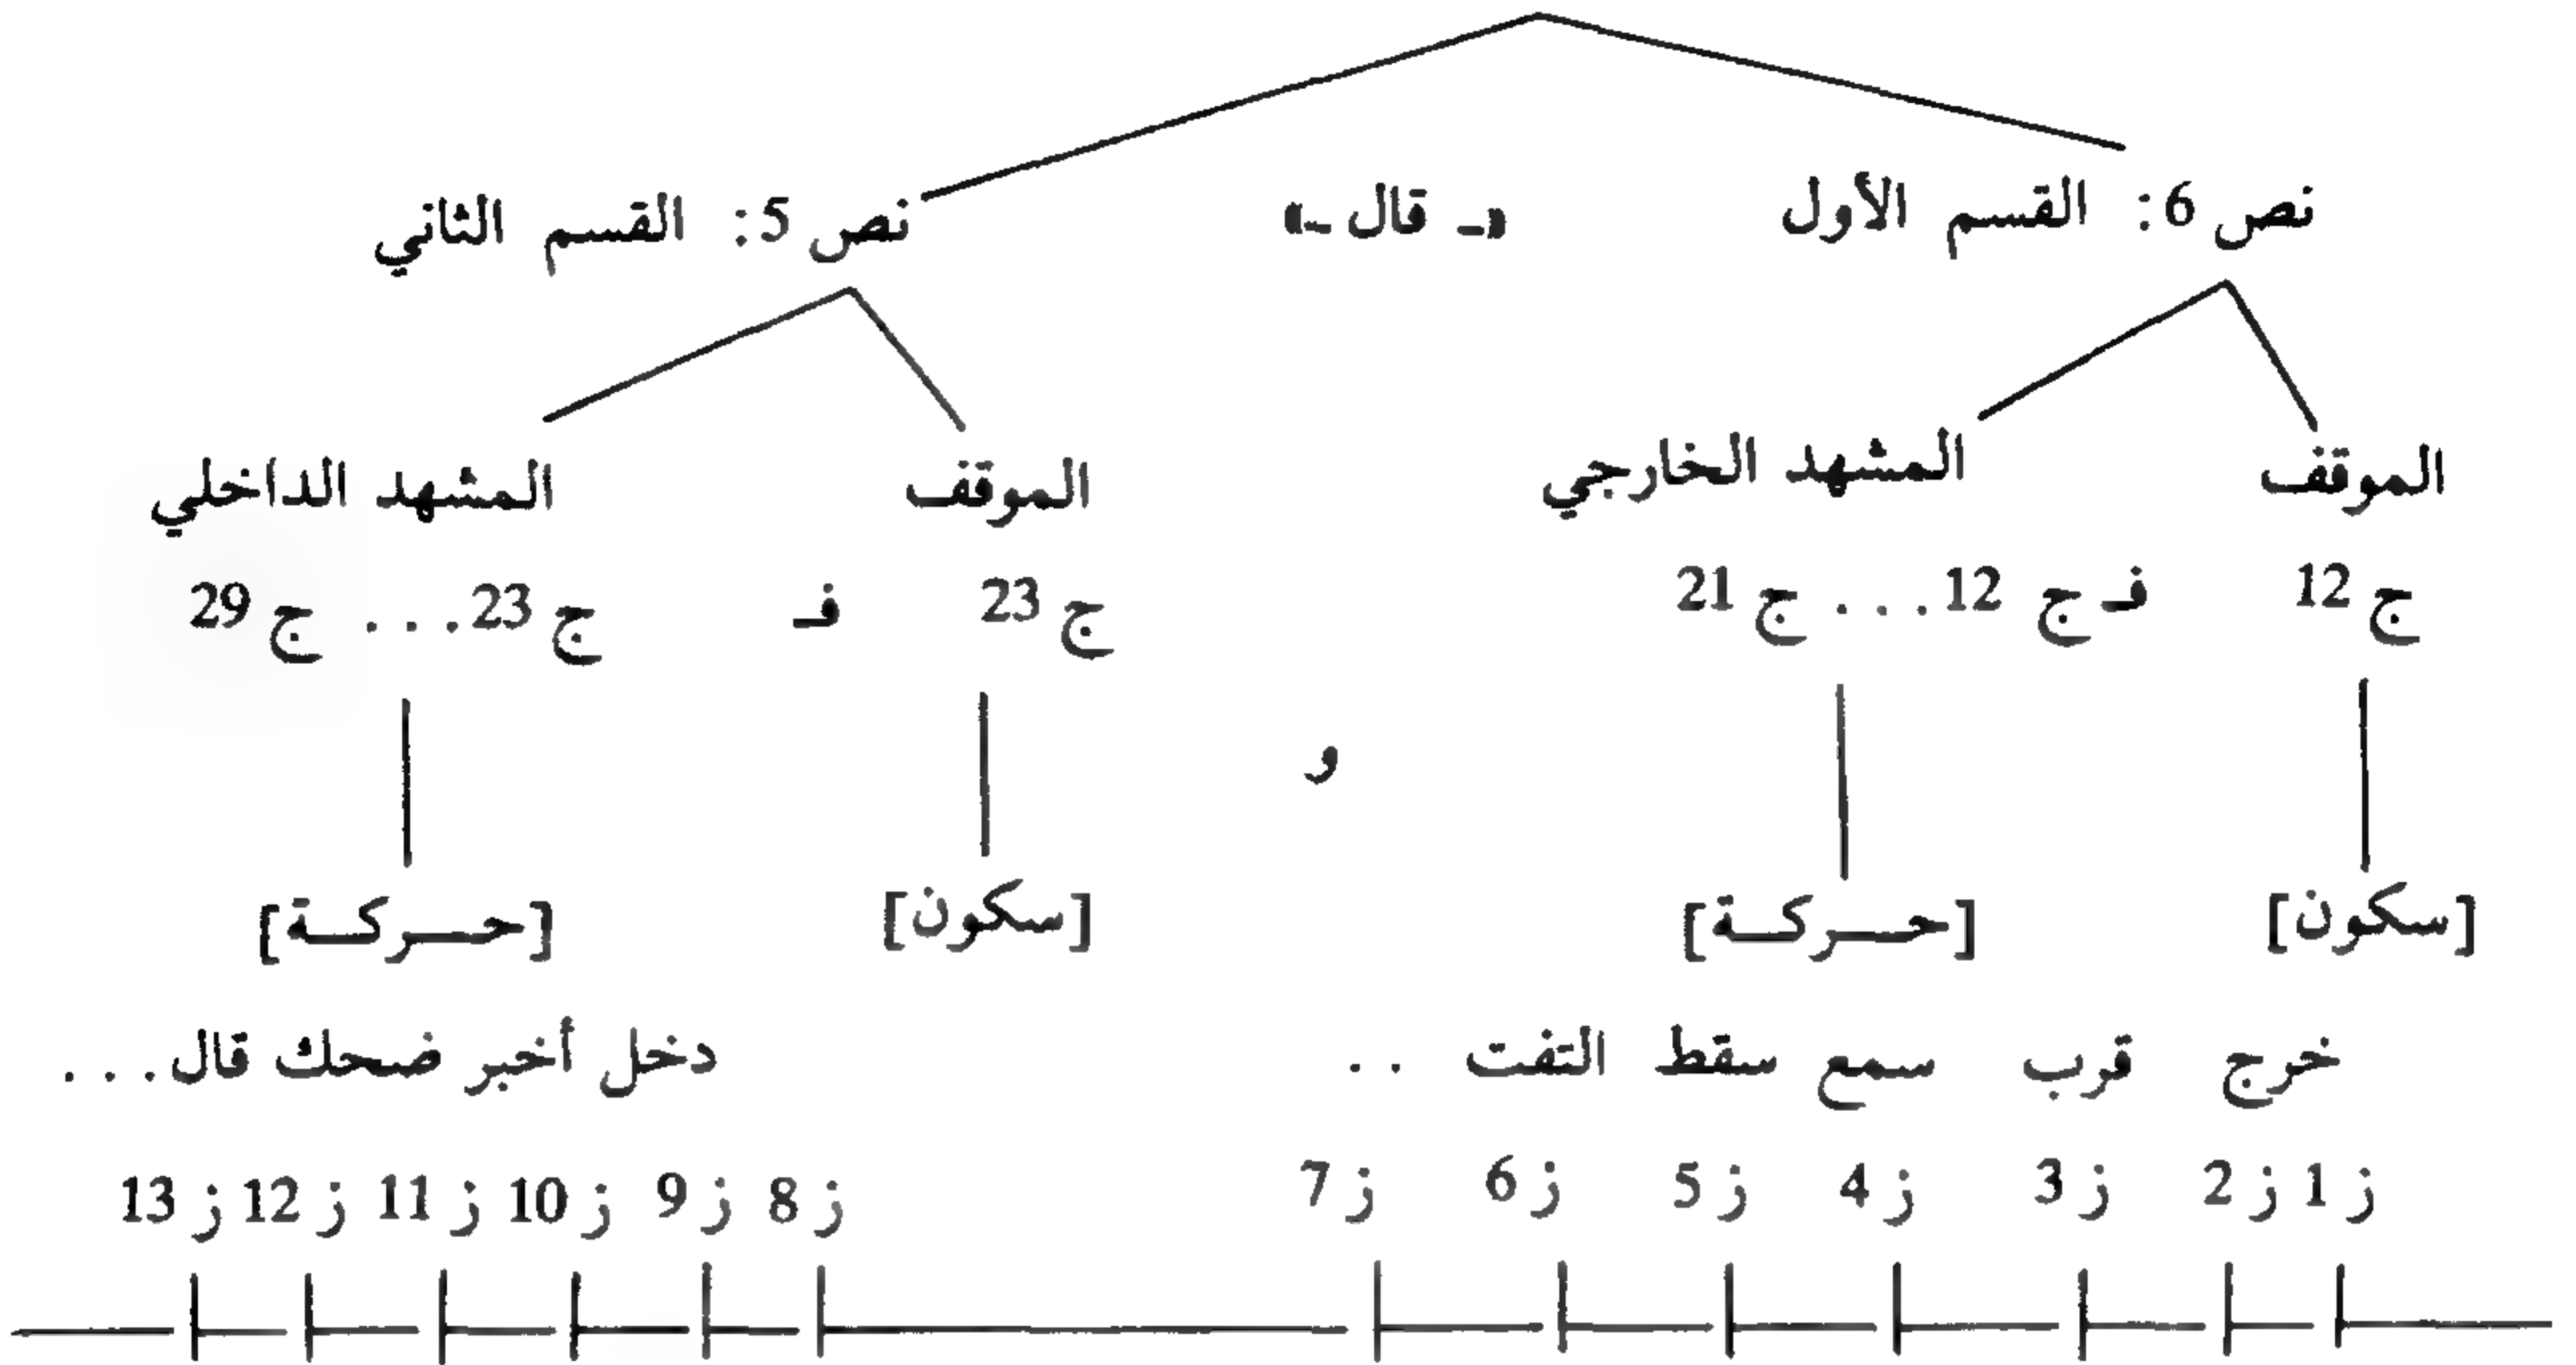 نص 6: القسم الأول «ـ قال ـ» نص 5: القسم الثاني
الموقف المشهد الخارجي الموقف المشهد الداخلي
ج 12 فـ ج 12 . . . ج 21 ج 23 فـ ج 23 . . . ج 29
و
[سكون] [حـركـة] [سكون] [حـركـة]
خرج قرب سمع سقط التفت . . دخل أخبر ضحك قال . . .
ز 1 ز 2 ز 3 ز 4 ز 5 ز 6 ز 7 ز 8 ز 9 ز 10 ز 11 ز 12 ز 13